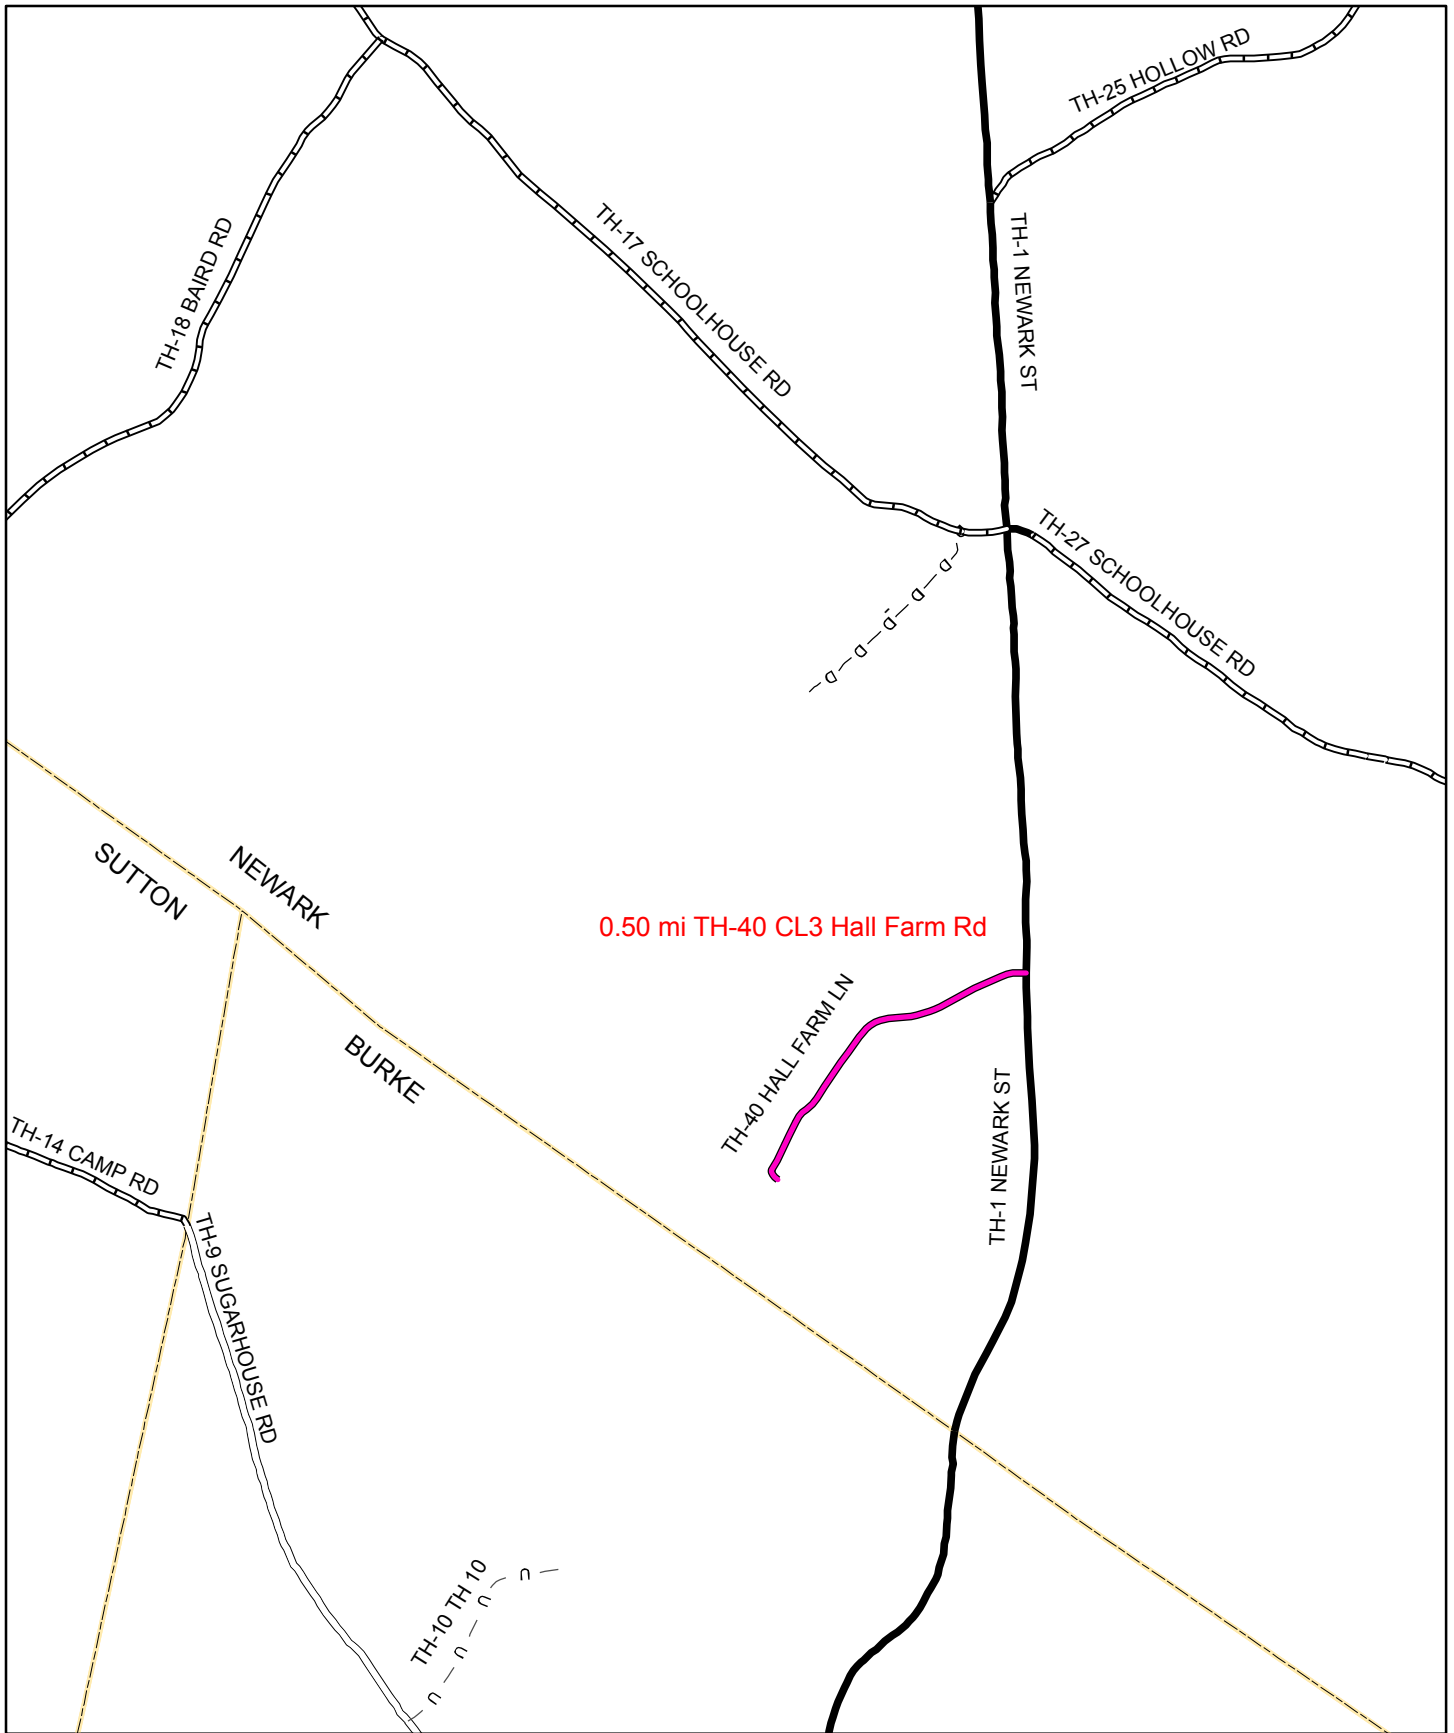 TH-25 HOLLOW RD
TH-18 BAIRD RD
TH-17 SCHOOLHOUSE RD
TH-1 NEWARK ST
TH-27 SCHOOLHOUSE RD
D
D
D
D
D
SUTTON
NEWARK
0.50 mi TH-40 CL3 Hall Farm Rd
TH-40 HALL FARM LN
BURKE
TH-1 NEWARK ST
TH-14 CAMP RD
TH-9 SUGARHOUSE RD
TH-10 TH 10
U
U
U
U